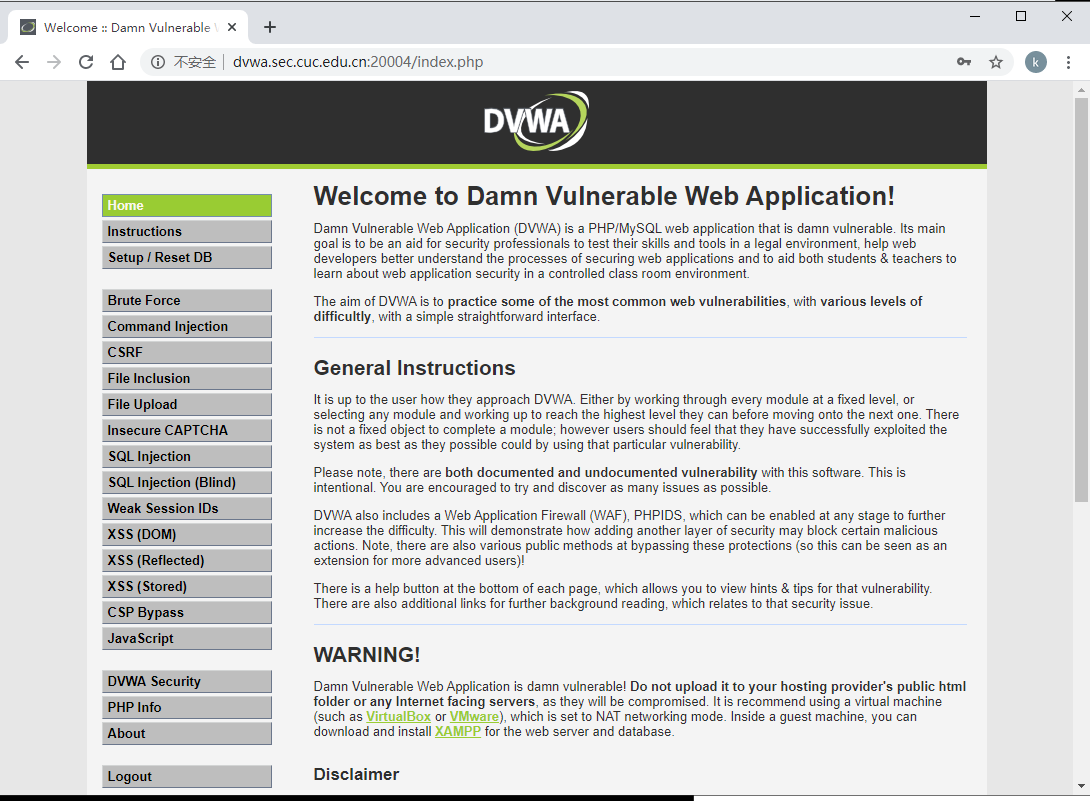 Welcome :: Damn Vulnerable
不安全 dvwa.sec.cuc.edu.cn:20004/index.php
k
DVWA
Home
Instructions
Setup / Reset DB
Brute Force
Command Injection
CSRF
File Inclusion
File Upload
Insecure CAPTCHA
SQL Injection
SQL Injection (Blind)
Weak Session IDs
XSS (DOM)
XSS (Reflected)
XSS (Stored)
CSP Bypass
JavaScript
DVWA Security
PHP Info
About
Logout
Welcome to Damn Vulnerable Web Application!
Damn Vulnerable Web Application (DVWA) is a PHP/MySQL web application that is damn vulnerable. Its main
goal is to be an aid for security professionals to test their skills and tools in a legal environment, help web
developers better understand the processes of securing web applications and to aid both students & teachers to
learn about web application security in a controlled class room environment.
The aim of DVWA is to practice some of the most common web vulnerabilities, with various levels of
difficultly, with a simple straightforward interface.
General Instructions
It is up to the user how they approach DVWA. Either by working through every module at a fixed level, or
selecting any module and working up to reach the highest level they can before moving onto the next one. There
is not a fixed object to complete a module; however users should feel that they have successfully exploited the
system as best as they possible could by using that particular vulnerability.
Please note, there are both documented and undocumented vulnerability with this software. This is
intentional. You are encouraged to try and discover as many issues as possible.
DVWA also includes a Web Application Firewall (WAF), PHPIDS, which can be enabled at any stage to further
increase the difficulty. This will demonstrate how adding another layer of security may block certain malicious
actions. Note, there are also various public methods at bypassing these protections (so this can be seen as an
extension for more advanced users)!
There is a help button at the bottom of each page, which allows you to view hints & tips for that vulnerability.
There are also additional links for further background reading, which relates to that security issue.
WARNING!
Damn Vulnerable Web Application is damn vulnerable! Do not upload it to your hosting provider's public html
folder or any Internet facing servers, as they will be compromised. It is recommend using a virtual machine
(such as VirtualBox or VMware), which is set to NAT networking mode. Inside a guest machine, you can
download and install XAMPP for the web server and database.
Disclaimer